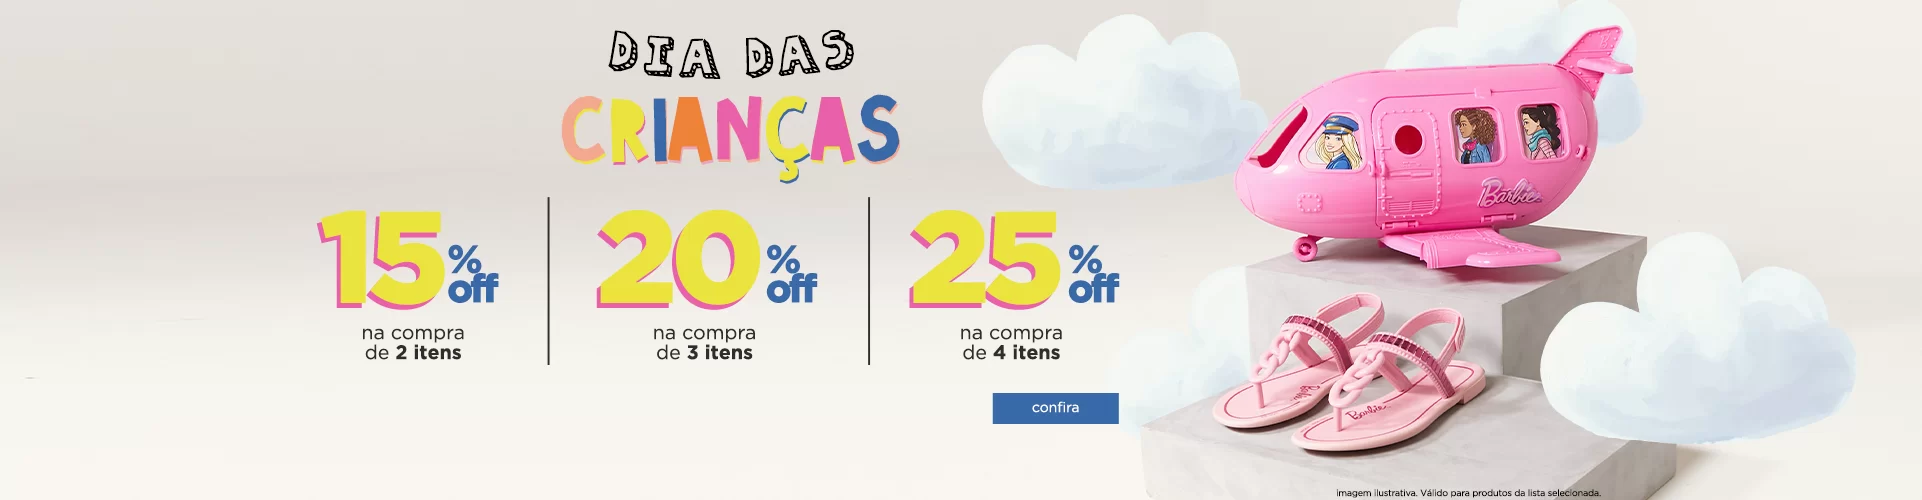 DIA DAS
CRIANÇAS
15% off
na compra
de 2 itens
20% off
na compra
de 3 itens
25% off
na compra
de 4 itens
confira
Barbie
Barbie
Barbie
imagem ilustrativa. Válido para produtos da lista selecionada.